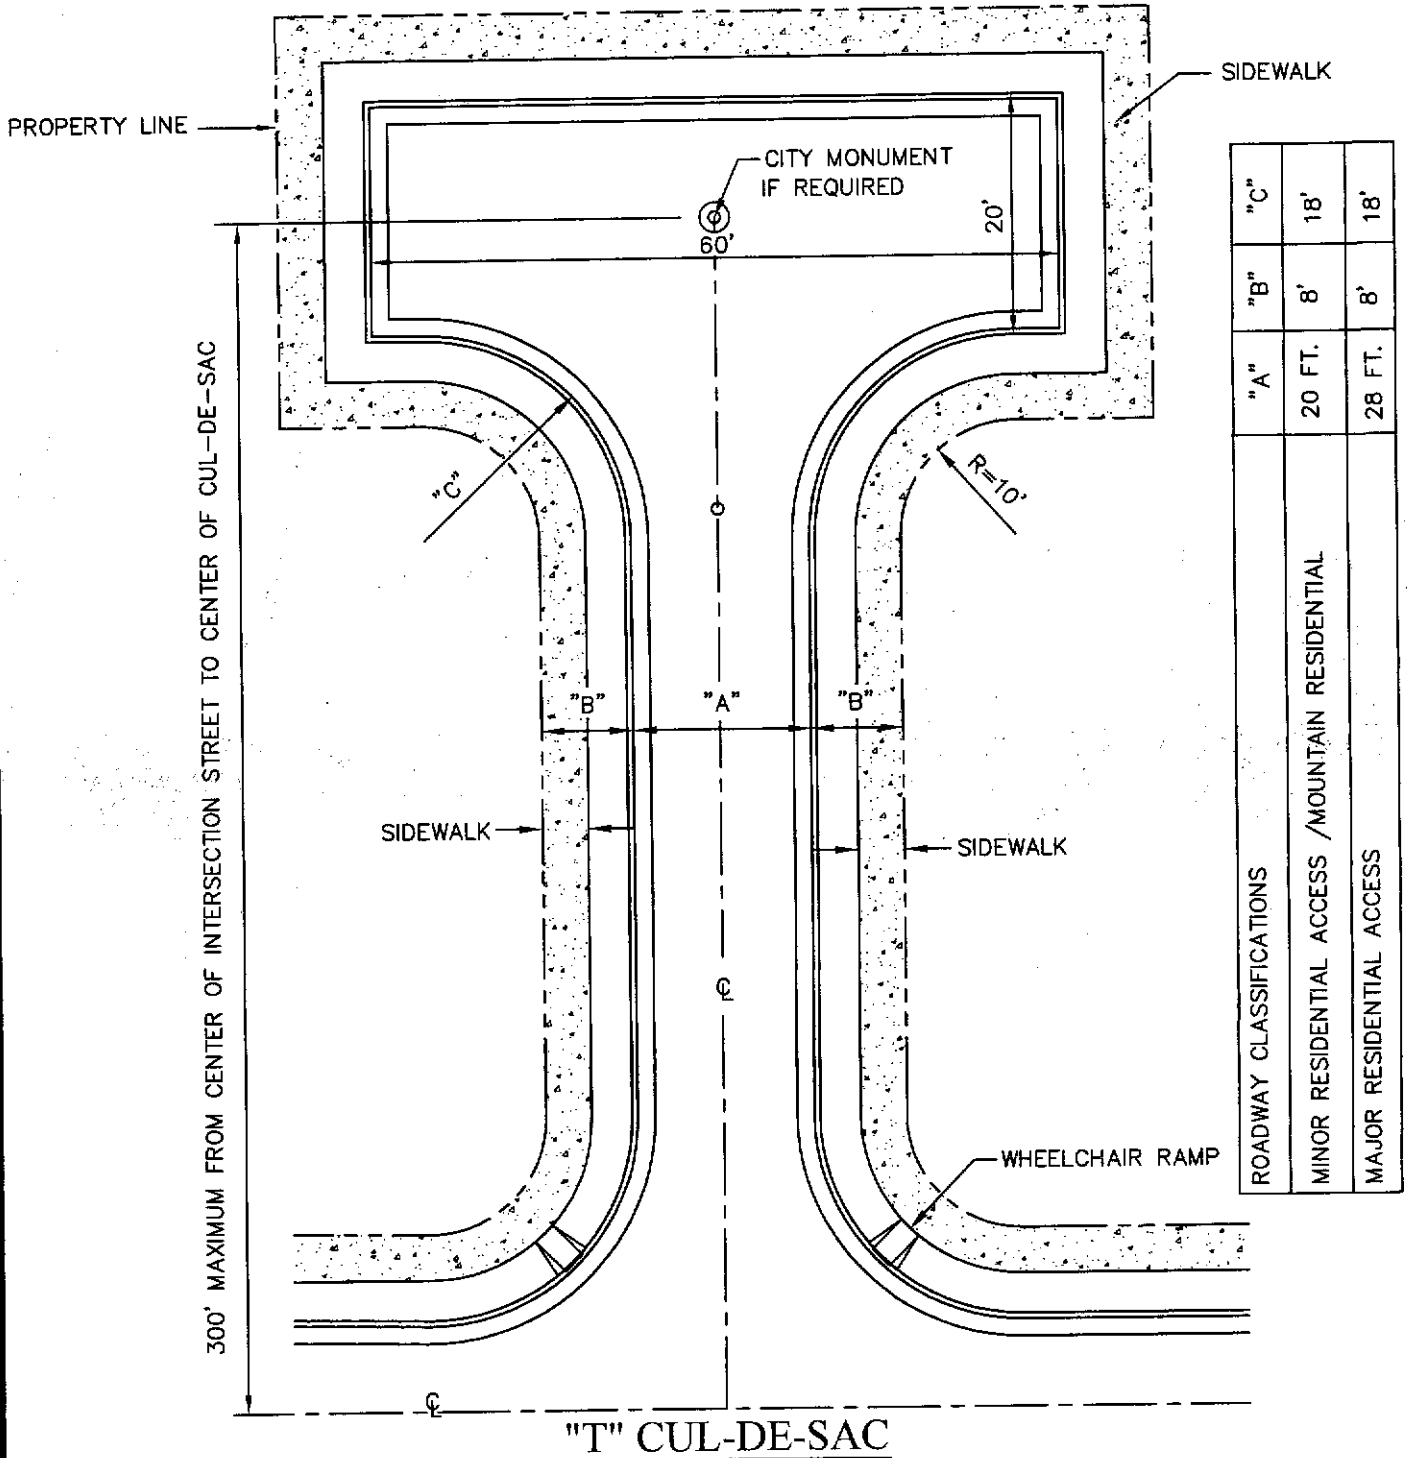 SIDEWALK
PROPERTY LINE
CITY MONUMENT
IF REQUIRED
20'
60'
"C"
R=10'
"B"
"A"
"B"
SIDEWALK
SIDEWALK
℄
WHEELCHAIR RAMP
℄
300' MAXIMUM FROM CENTER OF INTERSECTION STREET TO CENTER OF CUL-DE-SAC
ROADWAY CLASSIFICATIONS "A" "B" "C"
MINOR RESIDENTIAL ACCESS /MOUNTAIN RESIDENTIAL 20 FT. 8' 18'
MAJOR RESIDENTIAL ACCESS 28 FT. 8' 18'
"T" CUL-DE-SAC